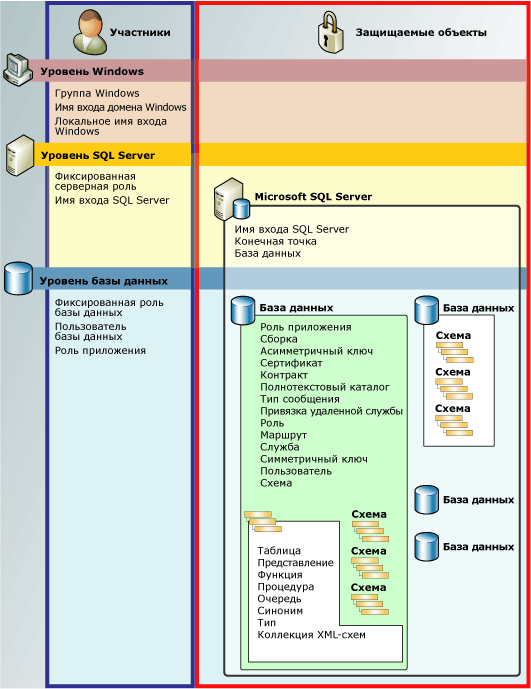 Участники
Защищаемые объекты
Уровень Windows
Группа Windows
Имя входа домена Windows
Локальное имя входа
Windows
Уровень SQL Server
Фиксированная
серверная роль
Имя входа SQL Server
Microsoft SQL Server
Имя входа SQL Server
Конечная точка
База данных
Уровень базы данных
Фиксированная роль
базы данных
Пользователь
базы данных
Роль приложения
База данных
Роль приложения
Сборка
Асимметричный ключ
Сертификат
Контракт
Полнотекстовый каталог
Тип сообщения
Привязка удаленной службы
Роль
Маршрут
Служба
Симметричный ключ
Пользователь
Схема
Таблица
Представление
Функция
Процедура
Очередь
Синоним
Тип
Коллекция XML-схем
Схема
Схема
Схема
База данных
Схема
Схема
Схема
База данных
База данных